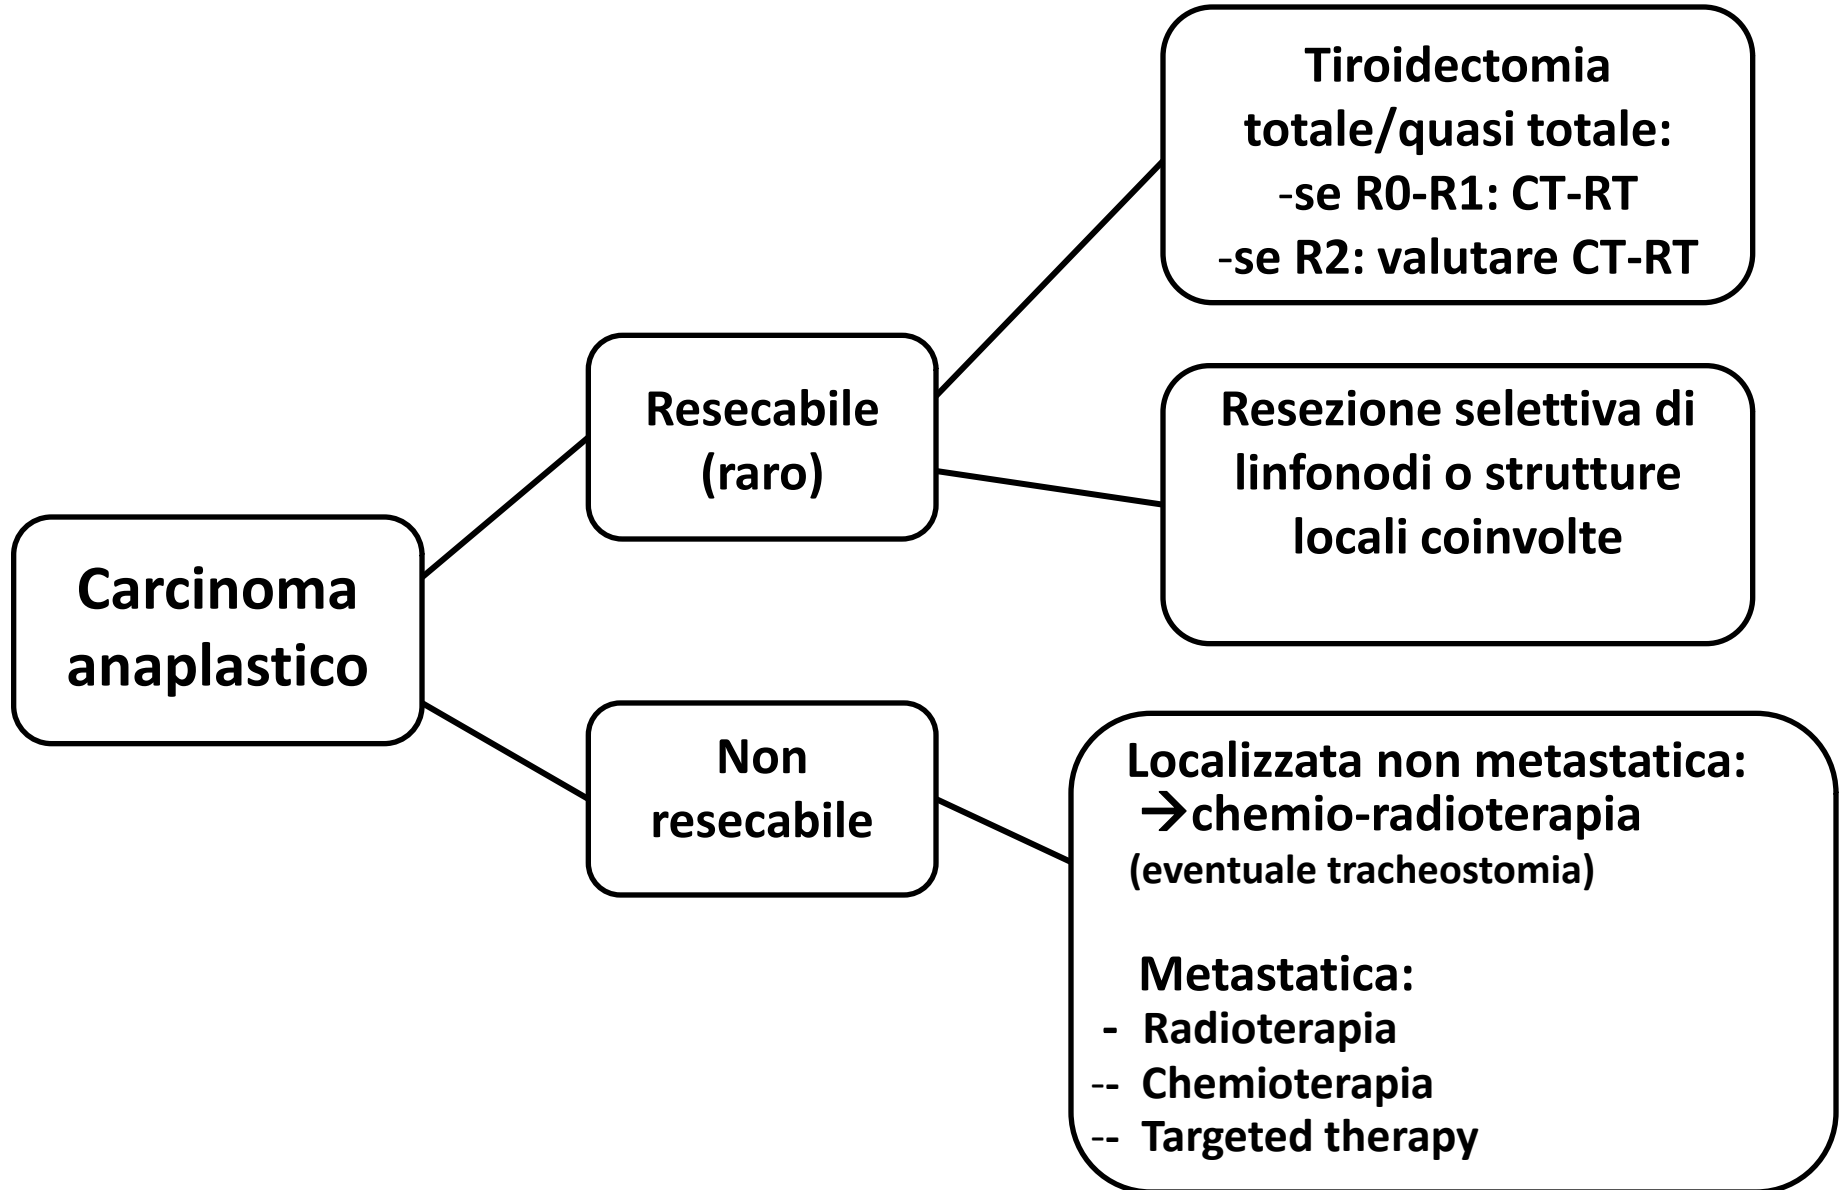 Tiroidectomia
totale/quasi totale:
-se R0-R1: CT-RT
-se R2: valutare CT-RT
Resecabile
(raro)
Resezione selettiva di
linfonodi o strutture
locali coinvolte
Carcinoma
anaplastico
Non
resecabile
Localizzata non metastatica:
→chemio-radioterapia
(eventuale tracheostomia)
Metastatica:
- Radioterapia
-- Chemioterapia
-- Targeted therapy